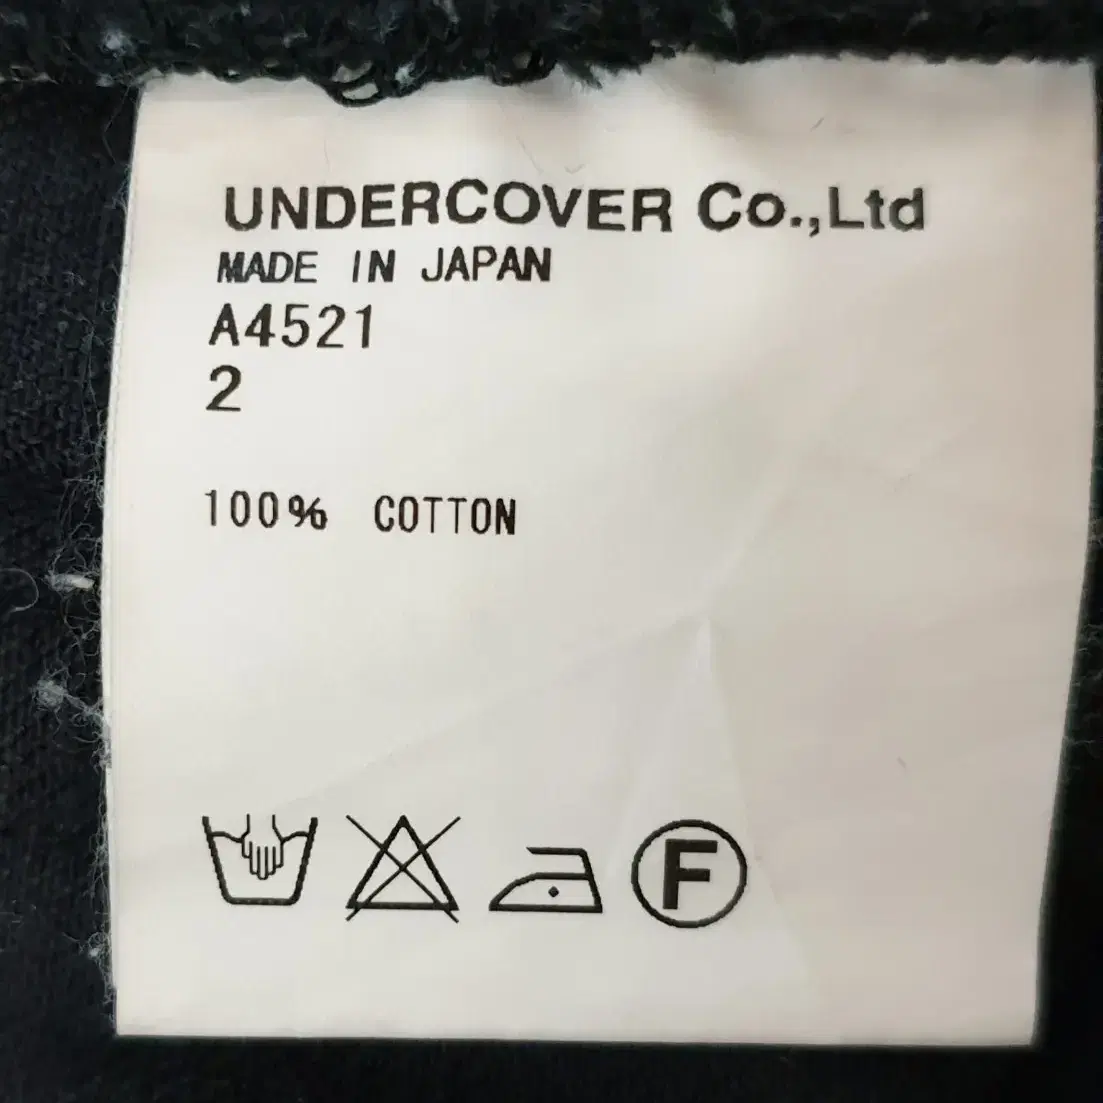 UNDERCOVER Co.,Ltd
MADE IN JAPAN
A4521
2
100% COTTON
F